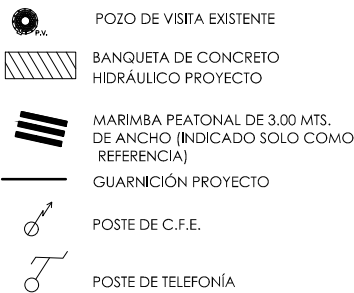 P.V.
POZO DE VISITA EXISTENTE
BANQUETA DE CONCRETO
HIDRÁULICO PROYECTO
MARIMBA PEATONAL DE 3.00 MTS.
DE ANCHO (INDICADO SOLO COMO
REFERENCIA)
GUARNICIÓN PROYECTO
POSTE DE C.F.E.
POSTE DE TELEFONÍA